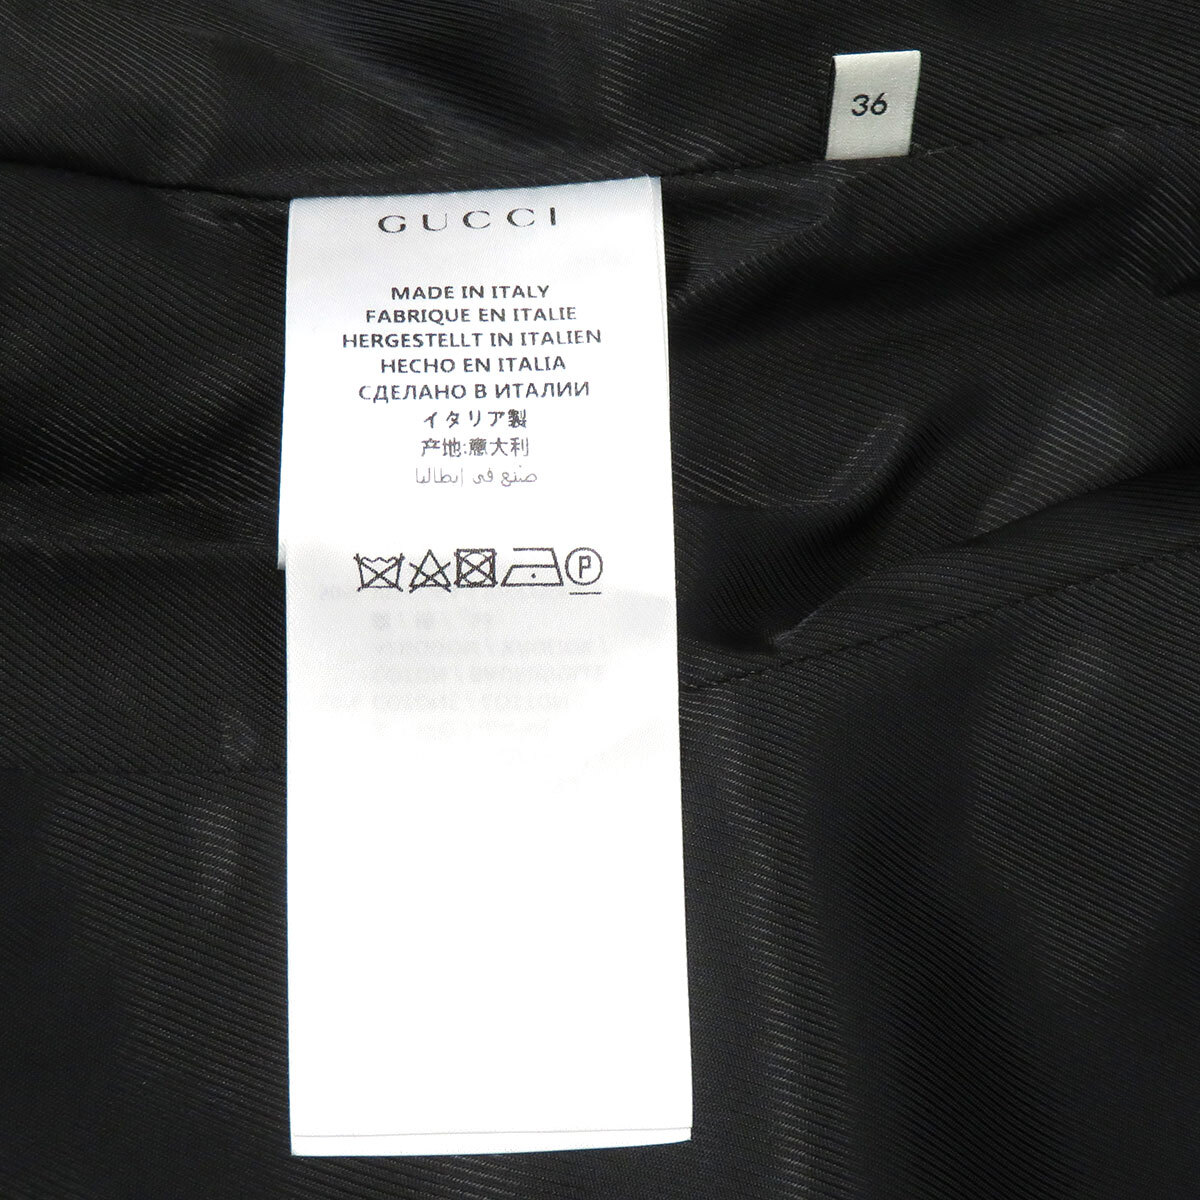 36
GUCCI
MADE IN ITALY
FABRIQUE EN ITALIE
HERGESTELLT IN ITALIEN
HECHO EN ITALIA
СДЕЛАНО В ИТАЛИИ
イタリア製
产地:意大利
صنع في إيطاليا
P